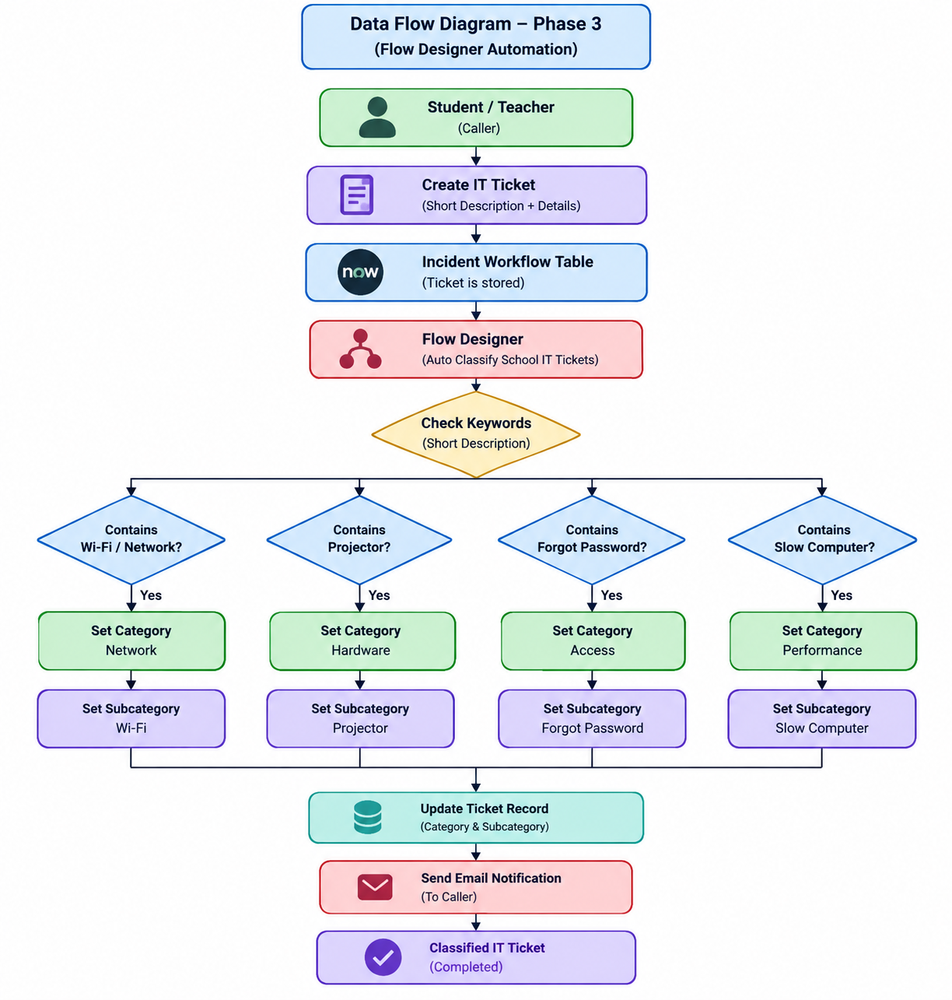 Data Flow Diagram – Phase 3
(Flow Designer Automation)
Student / Teacher
(Caller)
Create IT Ticket
(Short Description + Details)
now
Incident Workflow Table
(Ticket is stored)
Flow Designer
(Auto Classify School IT Tickets)
Check Keywords
(Short Description)
Contains
Wi-Fi / Network?
Contains
Projector?
Contains
Forgot Password?
Contains
Slow Computer?
Yes
Yes
Yes
Yes
Set Category
Network
Set Category
Hardware
Set Category
Access
Set Category
Performance
Set Subcategory
Wi-Fi
Set Subcategory
Projector
Set Subcategory
Forgot Password
Set Subcategory
Slow Computer
Update Ticket Record
(Category & Subcategory)
Send Email Notification
(To Caller)
Classified IT Ticket
(Completed)